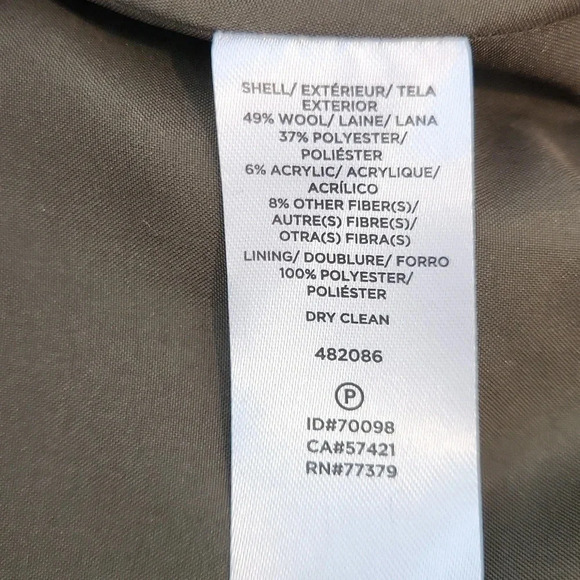 SHELL/ EXTÉRIEUR/ TELA
EXTERIOR
49% WOOL/ LAINE/ LANA
37% POLYESTER/
POLIÉSTER
6% ACRYLIC/ ACRYLIQUE/
ACRÍLICO
8% OTHER FIBER(S)/
AUTRE(S) FIBRE(S)/
OTRA(S) FIBRA(S)
LINING/ DOUBLURE/ FORRO
100% POLYESTER/
POLIÉSTER
DRY CLEAN
482086
P
ID#70098
CA#57421
RN#77379